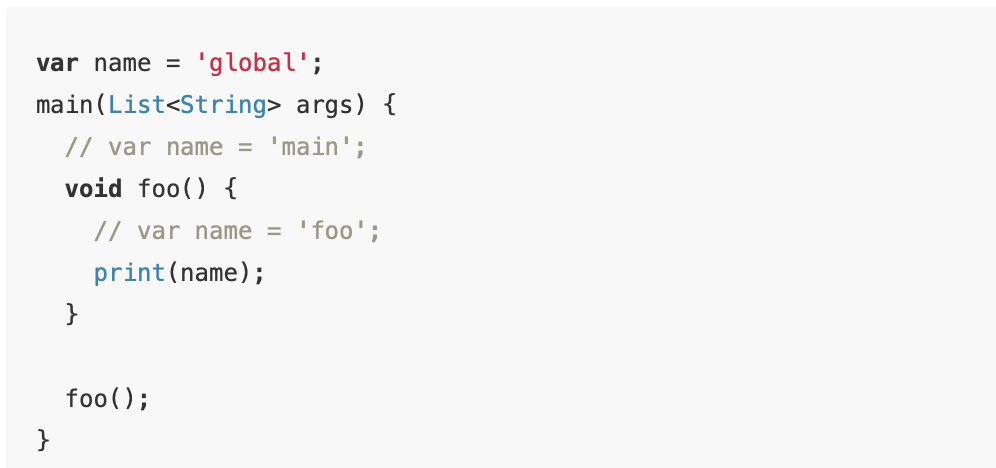 var name = 'global';
main(List<String> args) {
  // var name = 'main';
  void foo() {
    // var name = 'foo';
    print(name);
  }

  foo();
}